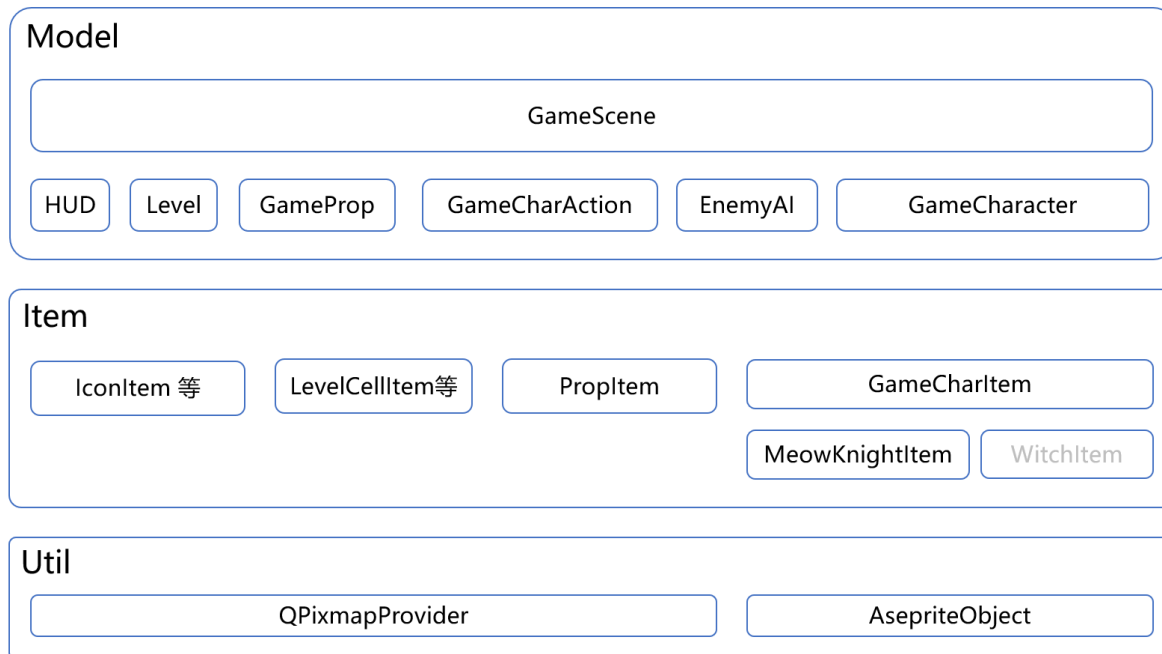 Model
GameScene
HUD
Level
GameProp
GameCharAction
EnemyAI
GameCharacter
Item
IconItem 等
LevelCellItem等
PropItem
GameCharItem
MeowKnightItem
WitchItem
Util
QPixmapProvider
AsepriteObject